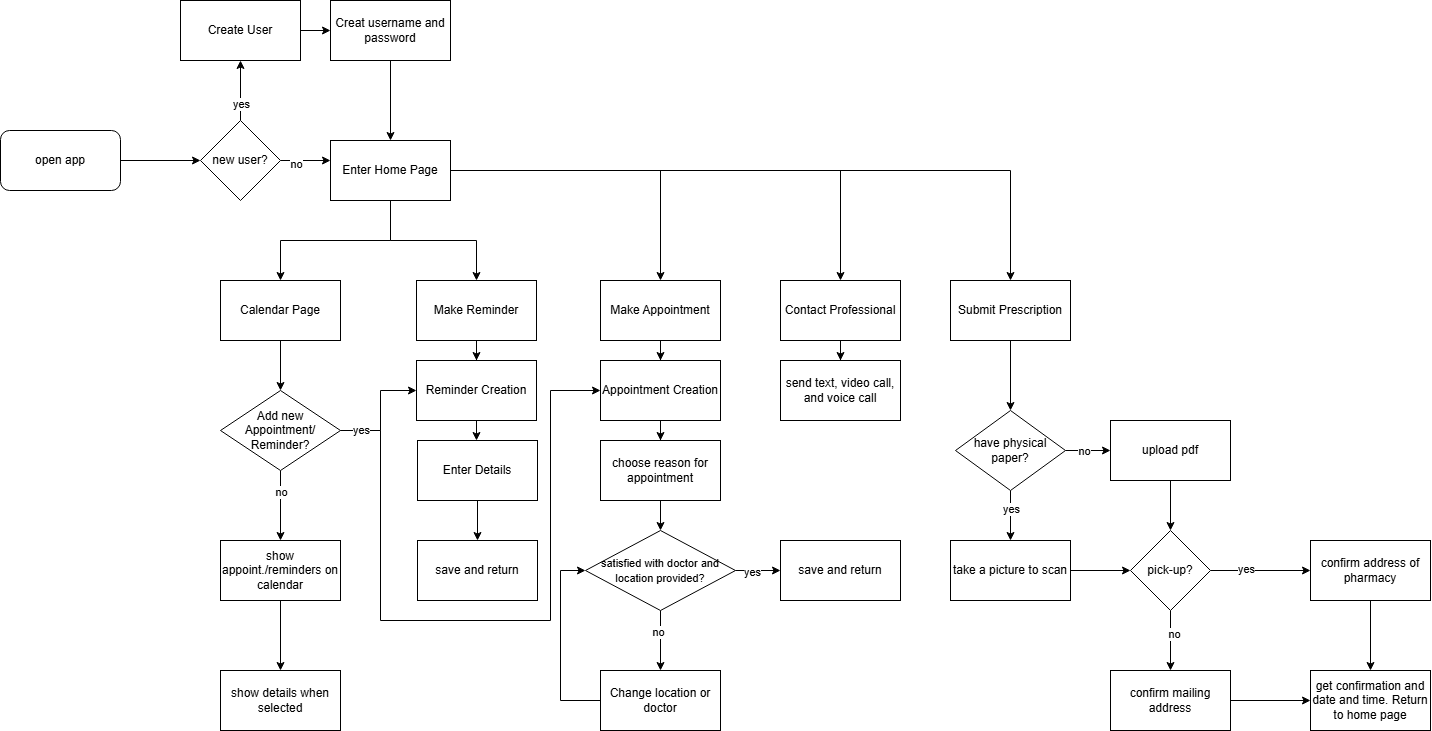 Create User
Creat username and
password
yes
open app
new user?
no
Enter Home Page
Calendar Page
Make Reminder
Make Appointment
Contact Professional
Submit Prescription
Add new
Appointment/
Reminder?
yes
no
Reminder Creation
Appointment Creation
send text, video call,
and voice call
Enter Details
choose reason for
appointment
have physical
paper?
no
yes
upload pdf
show
appoint./reminders on
calendar
save and return
satisfied with doctor and
location provided?
yes
no
save and return
take a picture to scan
pick-up?
yes
no
confirm address of
pharmacy
show details when
selected
Change location or
doctor
confirm mailing
address
get confirmation and
date and time. Return
to home page